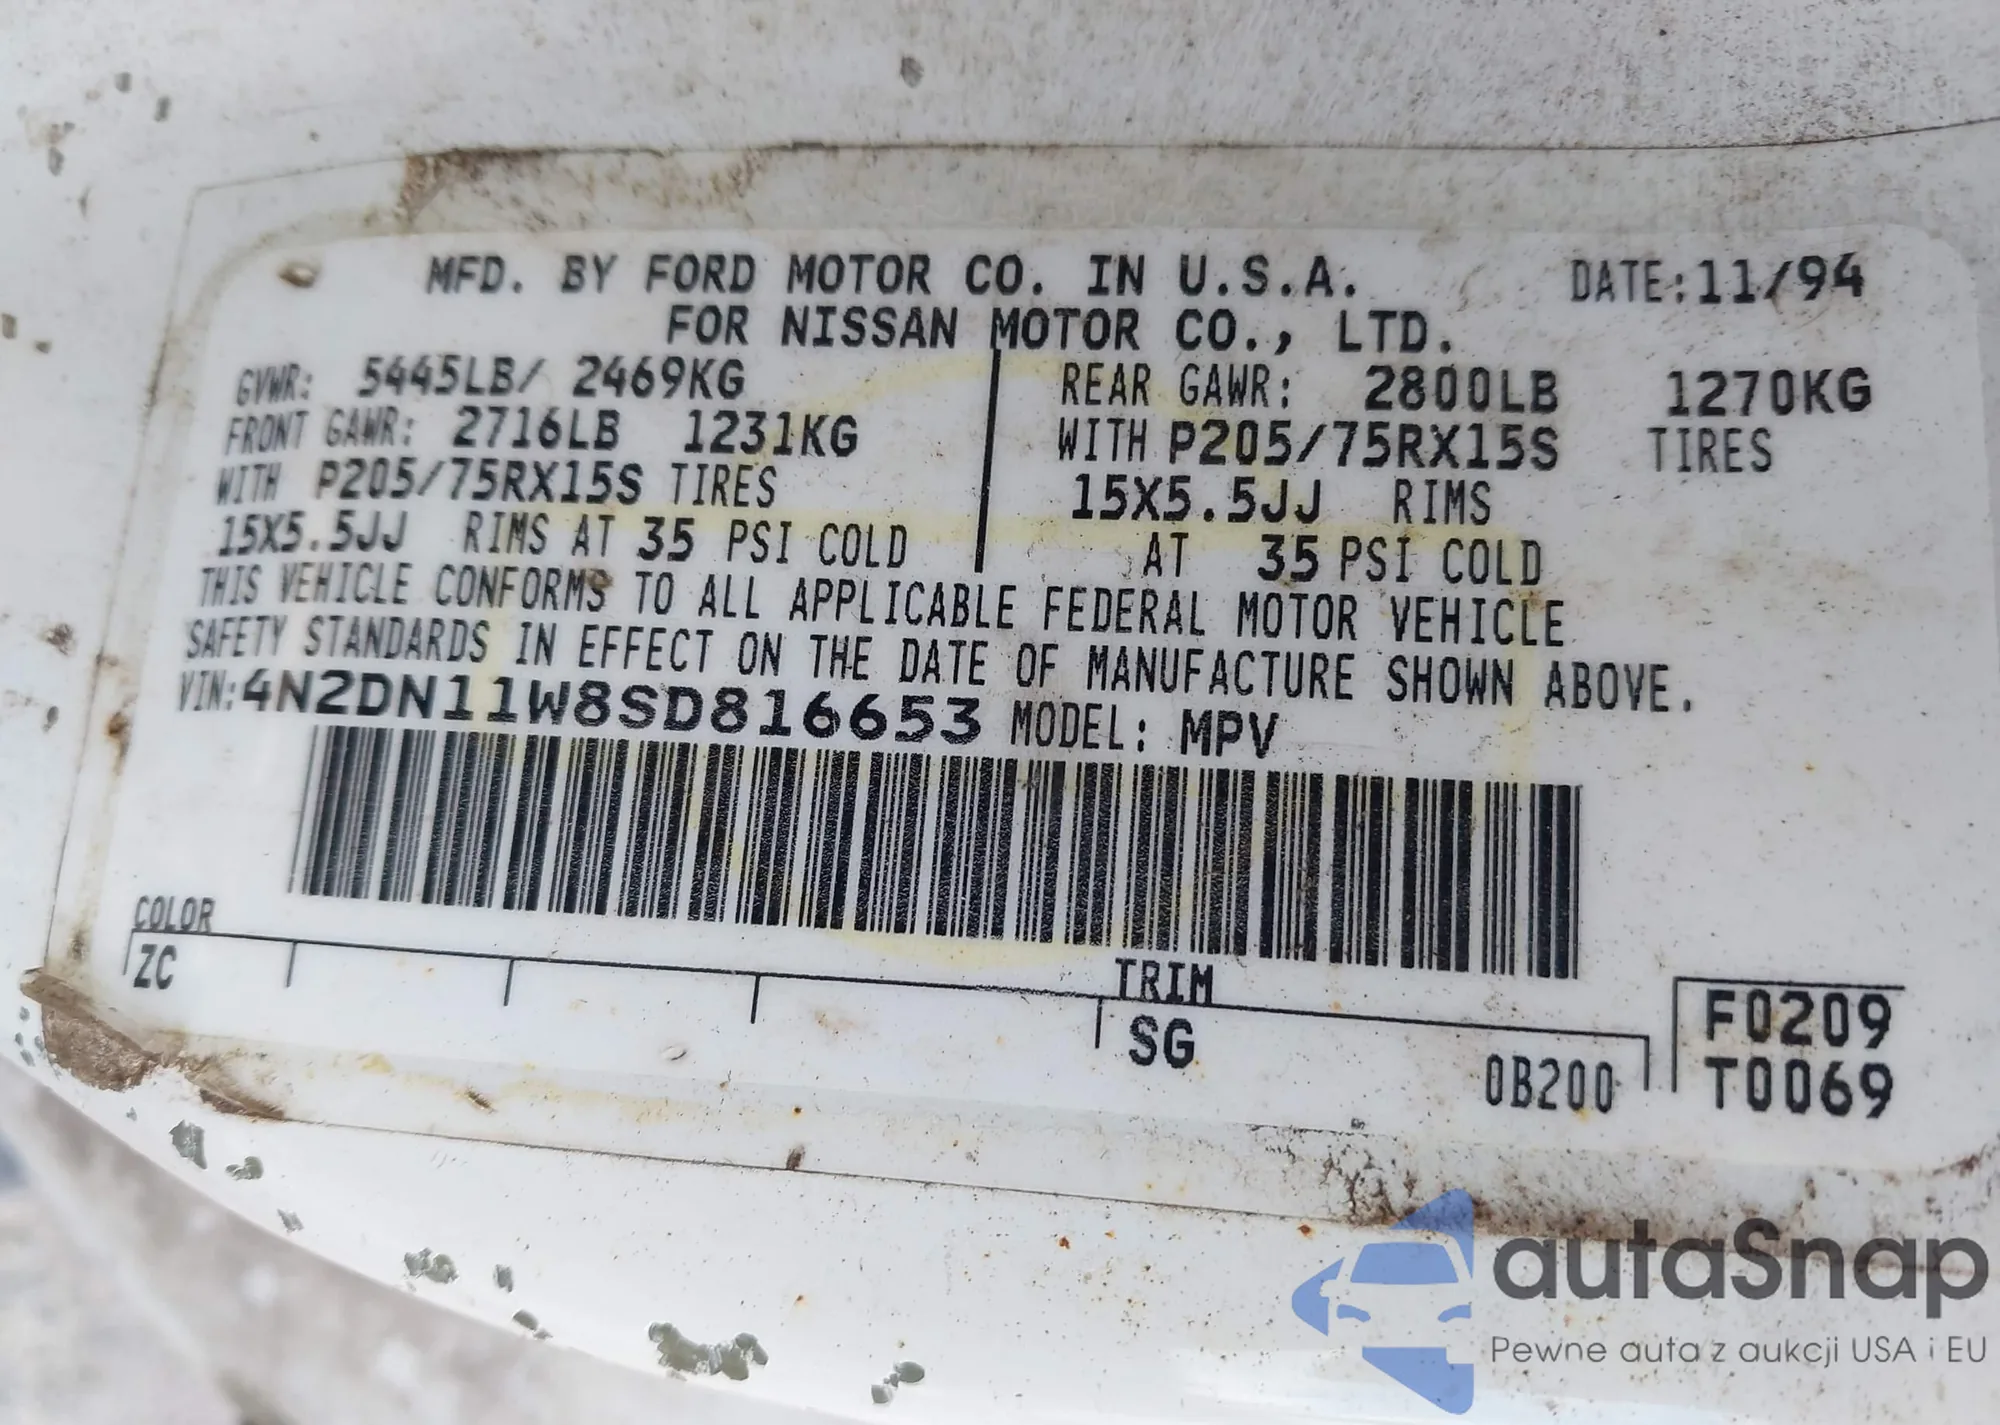 MFD. BY FORD MOTOR CO. IN U.S.A. DATE:11/94
FOR NISSAN MOTOR CO., LTD.
GVWR: 5445LB/ 2469KG
FRONT GAWR: 2716LB 1231KG
WITH P205/75RX15S TIRES
15X5.5JJ RIMS AT 35 PSI COLD
REAR GAWR: 2800LB 1270KG
WITH P205/75RX15S TIRES
15X5.5JJ RIMS
AT 35 PSI COLD
THIS VEHICLE CONFORMS TO ALL APPLICABLE FEDERAL MOTOR VEHICLE
SAFETY STANDARDS IN EFFECT ON THE DATE OF MANUFACTURE SHOWN ABOVE.
VIN:4N2DN11W8SD816653 MODEL: MPV
COLOR
ZC
TRIM
SG
0B200
F0209
T0069
autaSnap
Pewne auta z aukcji USA i EU